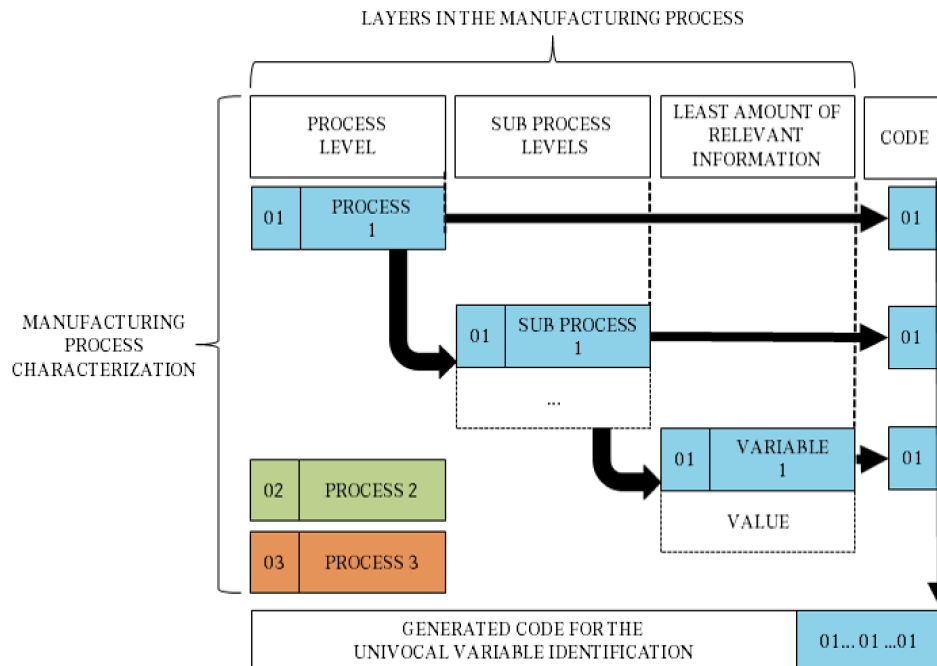 LAYERS IN THE MANUFACTURING PROCESS
PROCESS
LEVEL
SUB PROCESS
LEVELS
LEAST AMOUNT OF
RELEVANT
INFORMATION
CODE
01
PROCESS
1
01
MANUFACTURING
PROCESS
CHARACTERIZATION
01
SUB PROCESS
1
01
...
01
VARIABLE
1
01
VALUE
02
PROCESS 2
03
PROCESS 3
GENERATED CODE FOR THE
UNIVOCAL VARIABLE IDENTIFICATION
01... 01 ...01